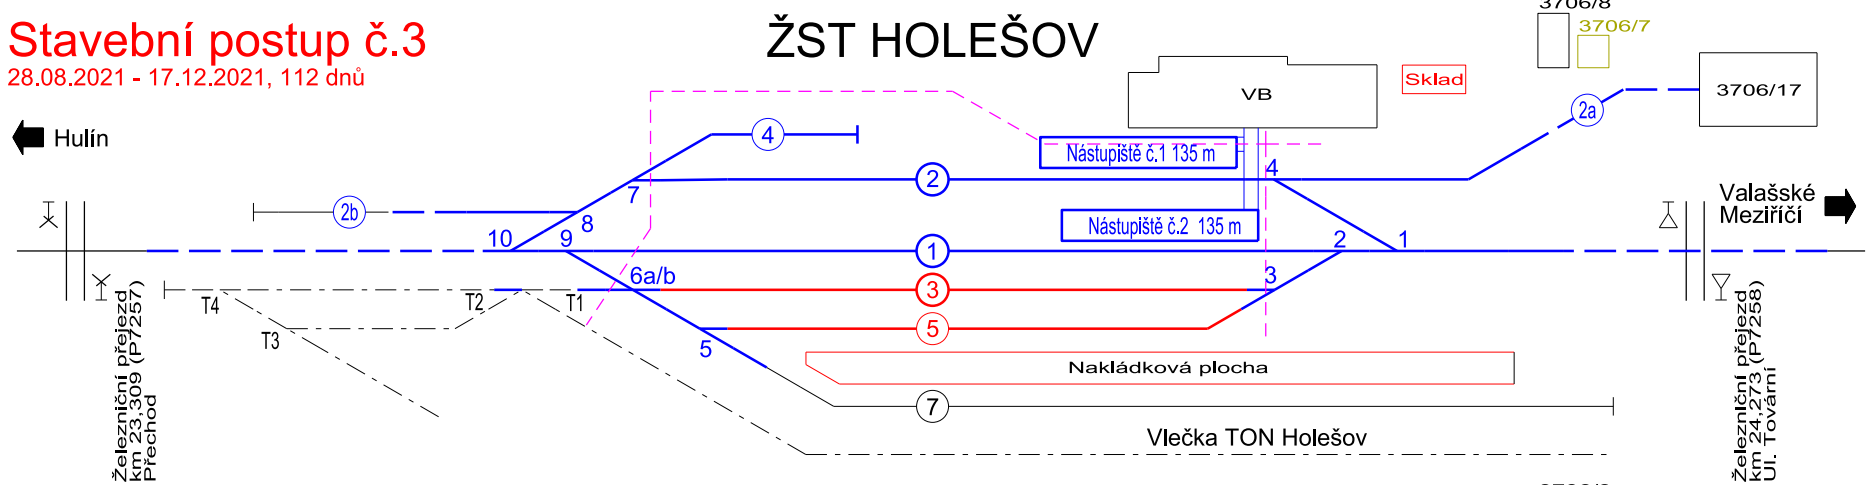 Stavební postup č.3
28.08.2021 - 17.12.2021, 112 dnů
ŽST HOLEŠOV
3706/8
3706/7
Sklad
VB
3706/17
2a
Hulín
4
Nástupiště č.1 135 m
2
4
7
Valašské
Meziříčí
2b
8
Nástupiště č.2 135 m
10
9
1
2
1
6a/b
3
3
T4
T2
T1
T3
5
5
Nakládková plocha
7
Vlečka TON Holešov
Železniční přejezd
km 23,309 (P7257)
Přechod
Železniční přejezd
km 24,273 (P7258)
Ul. Tovární